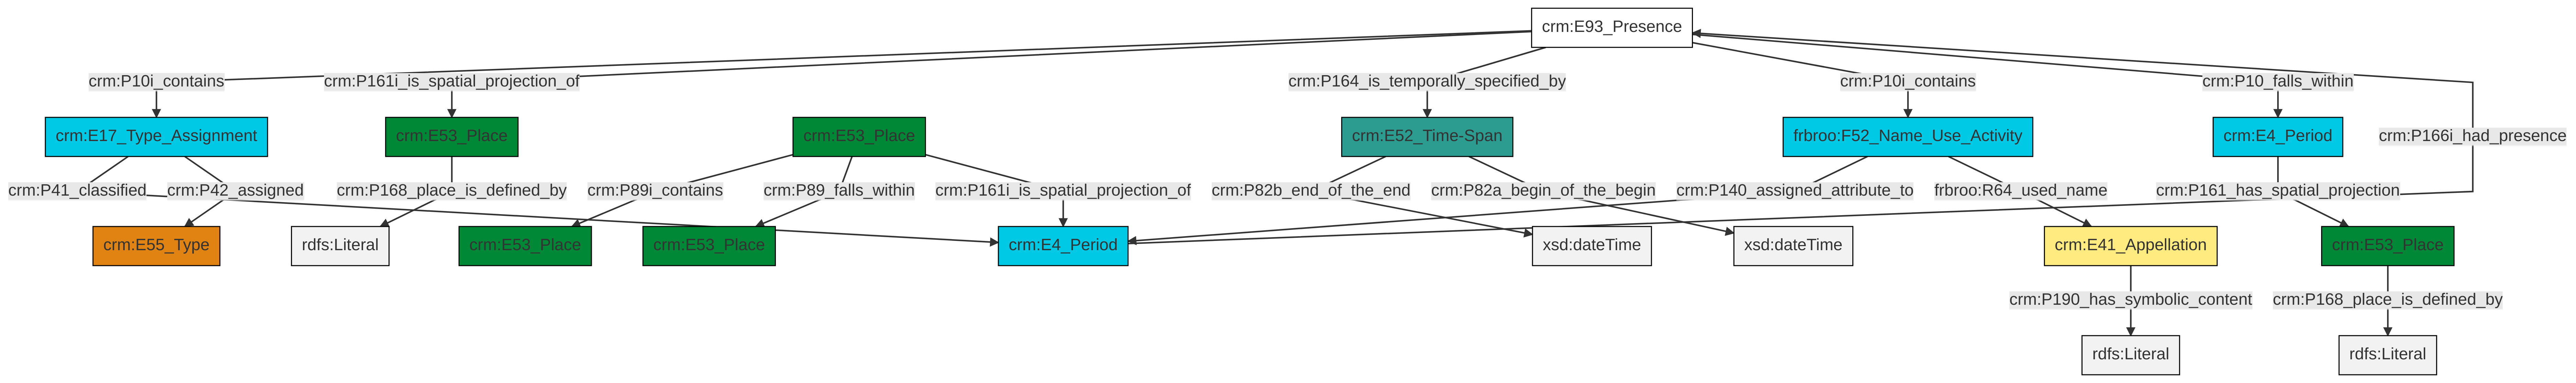 crm:E93_Presence
crm:P10i_contains
crm:P161i_is_spatial_projection_of
crm:P164_is_temporally_specified_by
crm:P10i_contains
crm:P10_falls_within
crm:E17_Type_Assignment
crm:E53_Place
crm:E53_Place
crm:E52_Time-Span
frbroo:F52_Name_Use_Activity
crm:E4_Period
crm:P166i_had_presence
crm:P41_classified
crm:P42_assigned
crm:P168_place_is_defined_by
crm:P89i_contains
crm:P89_falls_within
crm:P161i_is_spatial_projection_of
crm:P82b_end_of_the_end
crm:P82a_begin_of_the_begin
crm:P140_assigned_attribute_to
frbroo:R64_used_name
crm:P161_has_spatial_projection
crm:E55_Type
rdfs:Literal
crm:E53_Place
crm:E53_Place
crm:E4_Period
xsd:dateTime
xsd:dateTime
crm:E41_Appellation
crm:E53_Place
crm:P190_has_symbolic_content
crm:P168_place_is_defined_by
rdfs:Literal
rdfs:Literal